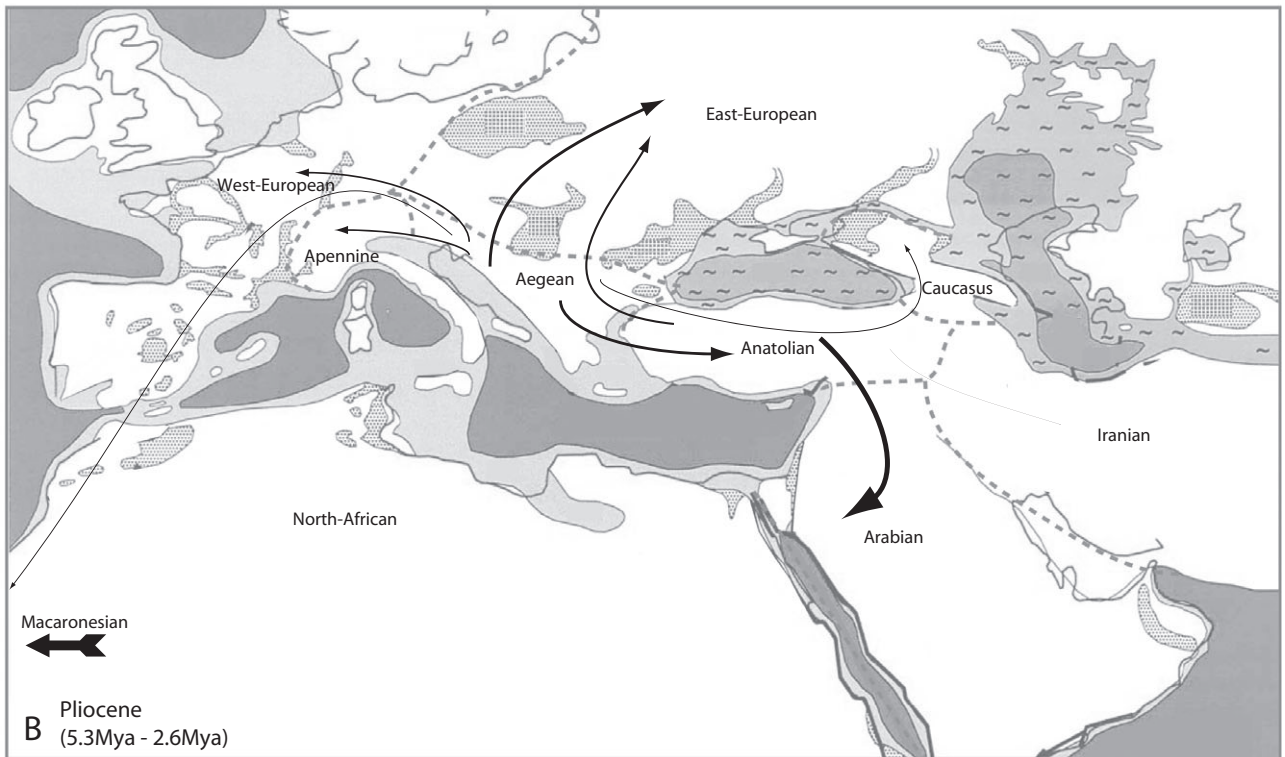 East-European
West-European
Apennine
Aegean
Caucasus
Anatolian
Iranian
North-African
Arabian
Macaronesian
B Pliocene
(5.3Mya - 2.6Mya)